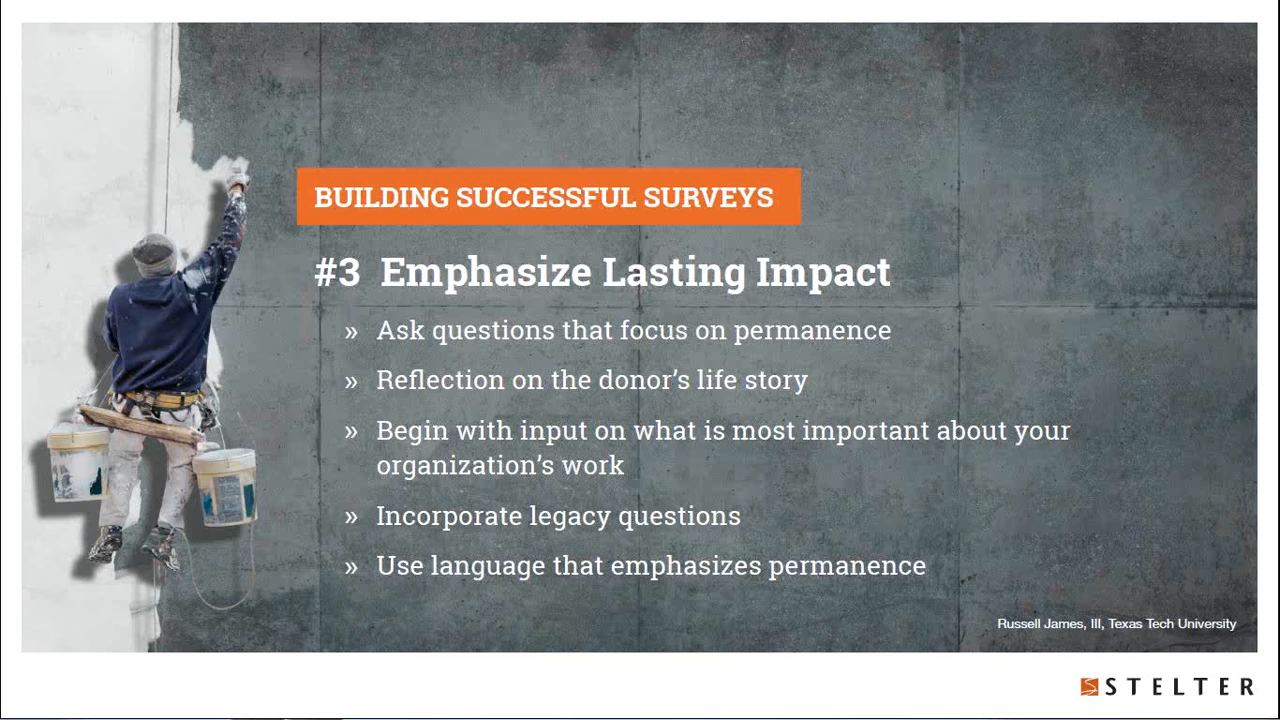 BUILDING SUCCESSFUL SURVEYS
#3 Emphasize Lasting Impact
» Ask questions that focus on permanence
» Reflection on the donor's life story
» Begin with input on what is most important about your
organization's work
» Incorporate legacy questions
» Use language that emphasizes permanence
Russell James, III, Texas Tech University
STELTER